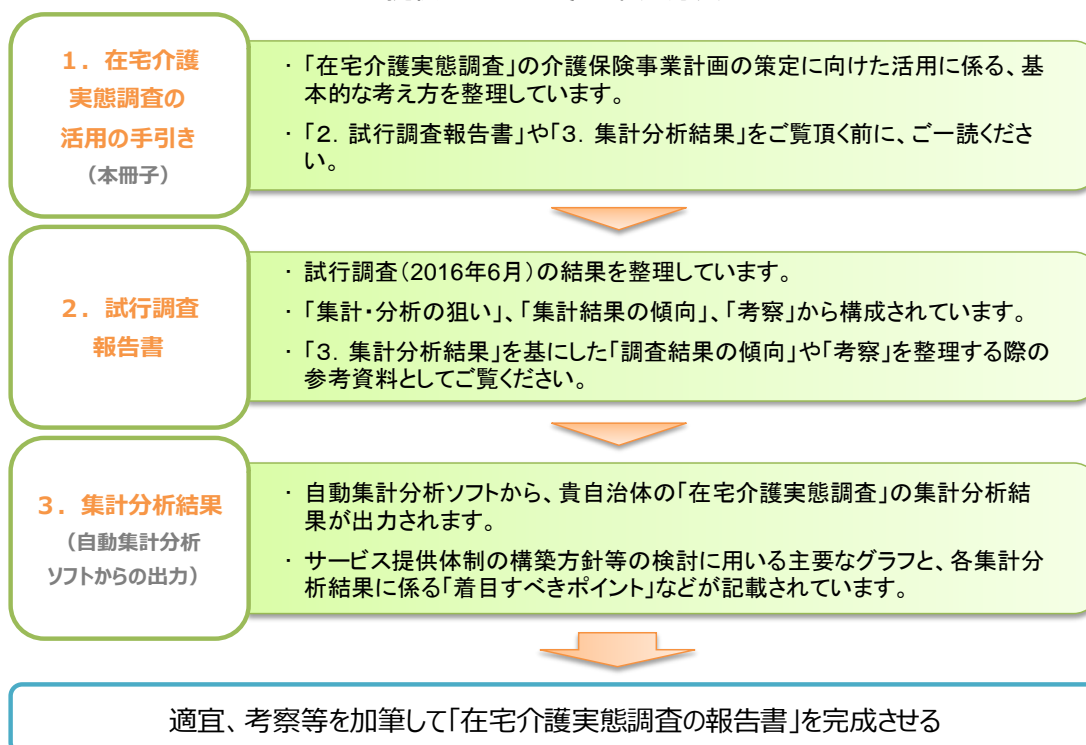 1．在宅介護
実態調査の
活用の手引き
（本冊子）
・「在宅介護実態調査」の介護保険事業計画の策定に向けた活用に係る、基
本的な考え方を整理しています。
・「2．試行調査報告書」や「3．集計分析結果」をご覧頂く前に、ご一読くださ
い。
2．試行調査
報告書
・試行調査（2016年6月）の結果を整理しています。
・「集計・分析の狙い」、「集計結果の傾向」、「考察」から構成されています。
・「3．集計分析結果」を基にした「調査結果の傾向」や「考察」を整理する際の
参考資料としてご覧ください。
3．集計分析結果
（自動集計分析
ソフトからの出力）
・自動集計分析ソフトから、貴自治体の「在宅介護実態調査」の集計分析結
果が出力されます。
・サービス提供体制の構築方針等の検討に用いる主要なグラフと、各集計分
析結果に係る「着目すべきポイント」などが記載されています。
適宜、考察等を加筆して「在宅介護実態調査の報告書」を完成させる